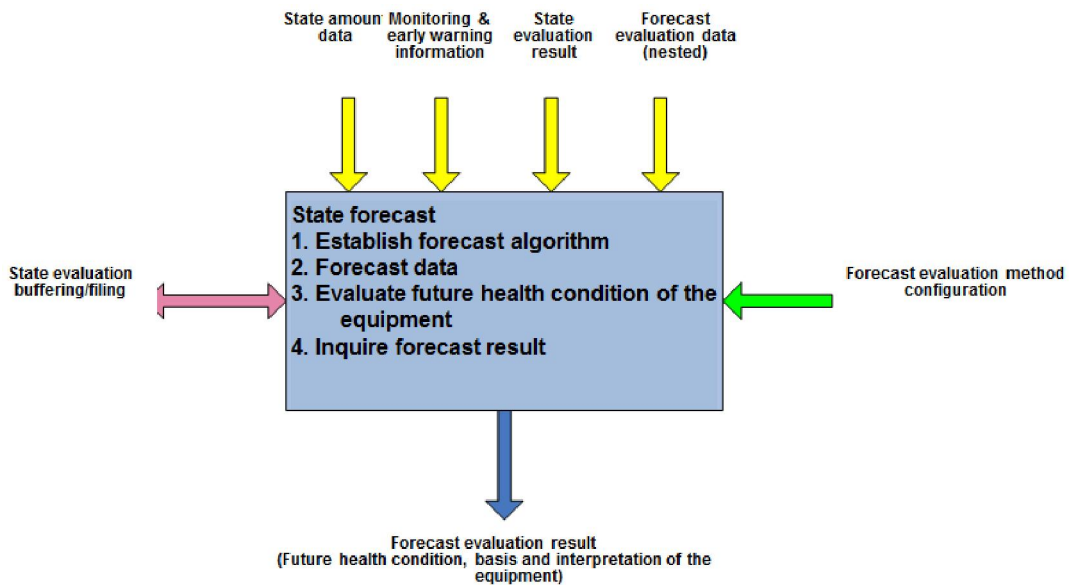 State amount
data
Monitoring &
early warning
information
State
evaluation
result
Forecast
evaluation data
(nested)
State forecast
1. Establish forecast algorithm
2. Forecast data
3. Evaluate future health condition of the
equipment
4. Inquire forecast result
State evaluation
buffering/filing
Forecast evaluation method
configuration
Forecast evaluation result
(Future health condition, basis and interpretation of the
equipment)